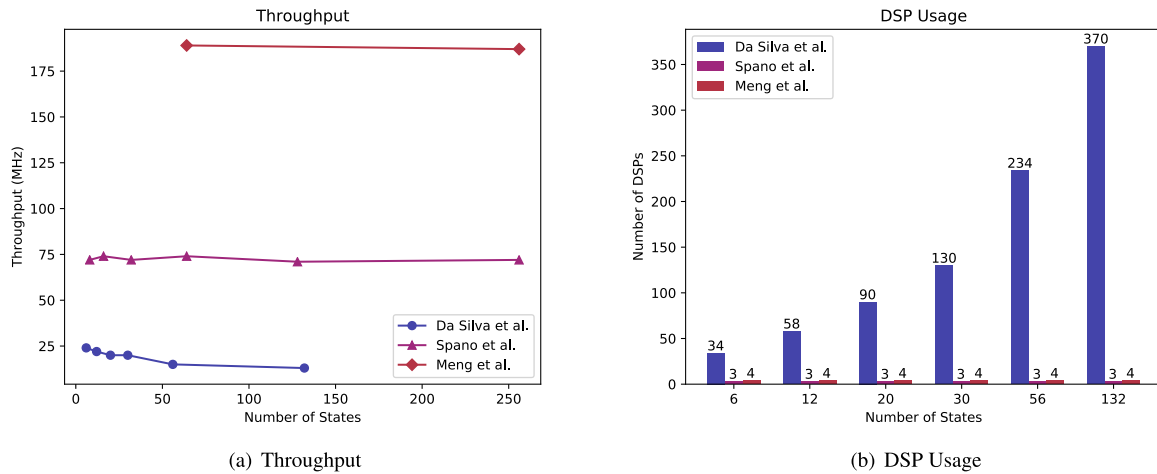 Throughput
Throughput (MHz)
175
150
125
100
75
50
25
0 50 100 150 200 250
Number of States
Da Silva et al.
Spano et al.
Meng et al.
(a) Throughput
DSP Usage
Number of DSPs
350
300
250
200
150
100
50
0
Da Silva et al.
Spano et al.
Meng et al.
34 3 4
58 3 4
90 3 4
130 3 4
234 3 4
370 3 4
6 12 20 30 56 132
Number of States
(b) DSP Usage